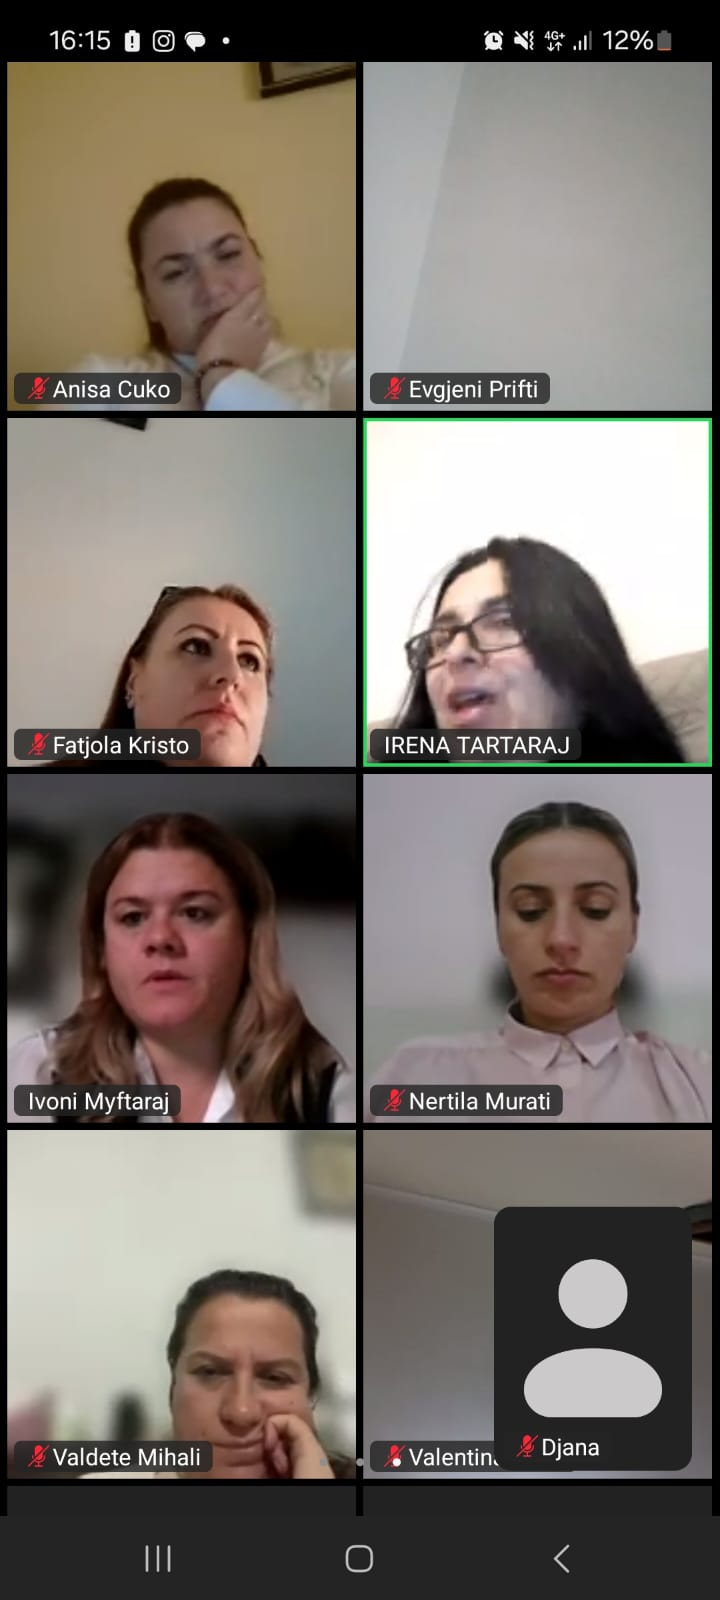 16:15
4G+
12%
Anisa Cuko
Evgjeni Prifti
Fatjola Kristo
IRENA TARTARAJ
Ivoni Myftaraj
Nertila Murati
Valdete Mihali
Valentina
Djana